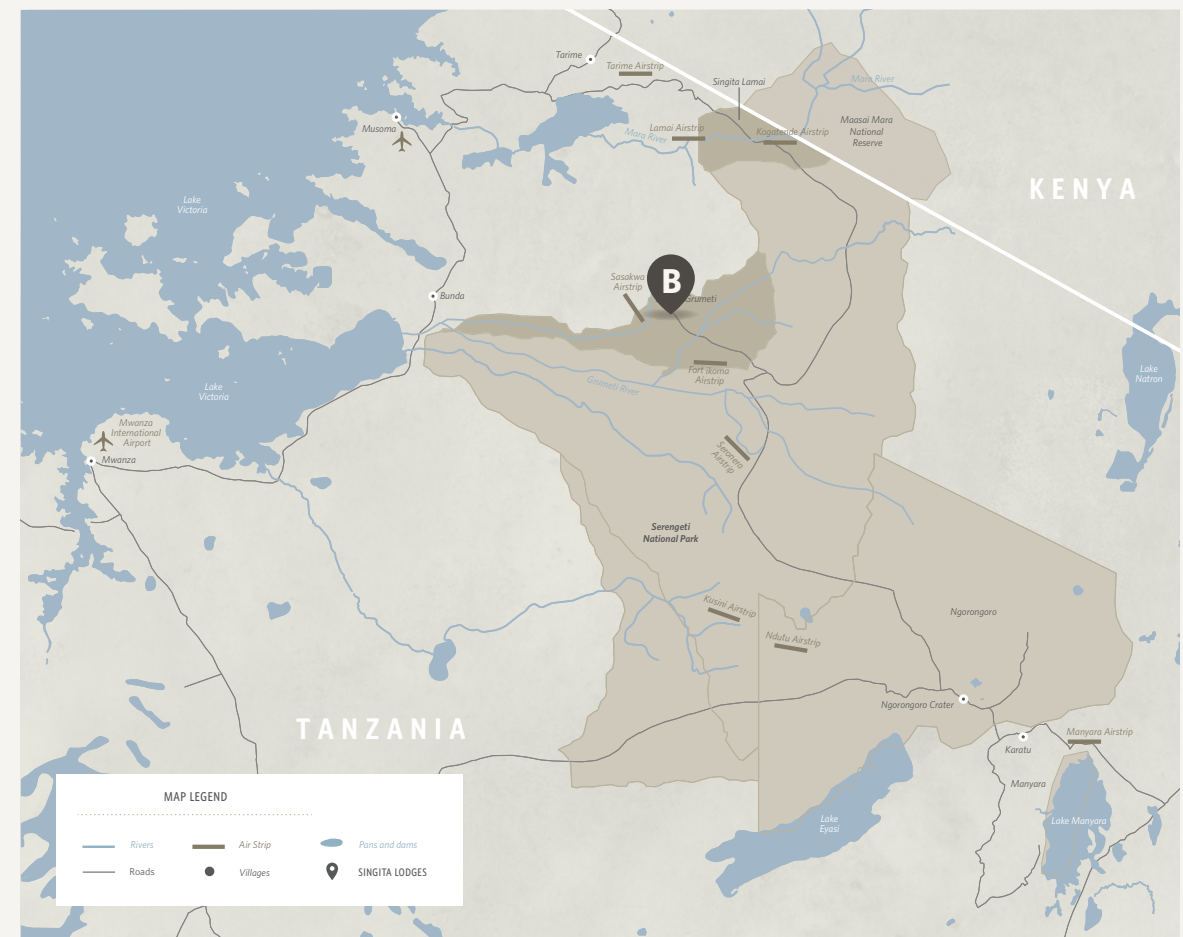 Tarime
Tarime Airstrip
Singita Lamai
Mara River
Musoma
Mara River
Lamai Airstrip
Kogatende Airstrip
Maasai Mara
National
Reserve
KENYA
Lake
Victoria
Sasakwa
Airstrip
B
Grumeti
Bunda
Lake
Victoria
Grumeti River
Fort Ikoma
Airstrip
Lake
Natron
Mwanza
International
Airport
Mwanza
Seronera
Airstrip
Serengeti
National Park
Kusini Airstrip
Ndutu Airstrip
Ngorongoro
Ngorongoro Crater
TANZANIA
Karatu
Manyara Airstrip
Manyara
Lake Manyara
Lake
Eyasi
MAP LEGEND
Rivers
Air Strip
Pans and dams
Roads
Villages
SINGITA LODGES